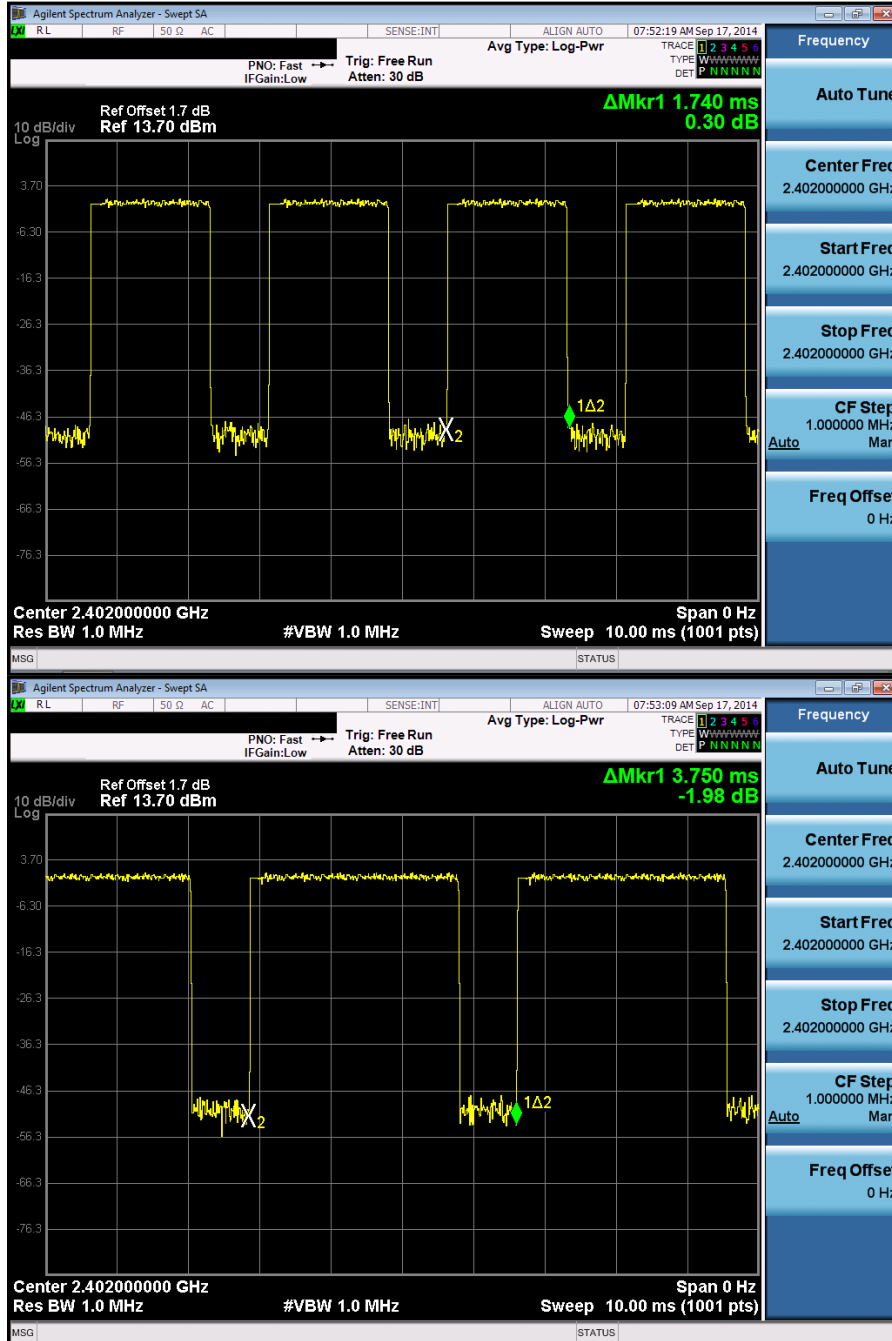 Agilent Spectrum Analyzer - Swept SA
LXI RL RF 50 Ω AC SENSE:INT ALIGN AUTO 07:52:19 AM Sep 17, 2014
Frequency
Avg Type: Log-Pwr
TRACE 1 2 3 4 5 6
PNO: Fast Trig: Free Run
TYPE WWWWWW
IFGain:Low Atten: 30 dB
DET P N N N N N
Auto Tune
ΔMkr1 1.740 ms
0.30 dB
Ref Offset 1.7 dB
10 dB/div Ref 13.70 dBm
Log
Center Freq
2.402000000 GHz
Start Freq
2.402000000 GHz
Stop Freq
2.402000000 GHz
CF Step
1.000000 MHz
Auto Man
Freq Offset
0 Hz
3.70
-6.30
-16.3
-26.3
-36.3
-46.3
-56.3
-66.3
-76.3
X2
1Δ2
Center 2.402000000 GHz Span 0 Hz
Res BW 1.0 MHz #VBW 1.0 MHz Sweep 10.00 ms (1001 pts)
MSG STATUS
Agilent Spectrum Analyzer - Swept SA
LXI RL RF 50 Ω AC SENSE:INT ALIGN AUTO 07:53:09 AM Sep 17, 2014
Frequency
Avg Type: Log-Pwr
TRACE 1 2 3 4 5 6
PNO: Fast Trig: Free Run
TYPE WWWWWW
IFGain:Low Atten: 30 dB
DET P N N N N N
Auto Tune
ΔMkr1 3.750 ms
-1.98 dB
Ref Offset 1.7 dB
10 dB/div Ref 13.70 dBm
Log
Center Freq
2.402000000 GHz
Start Freq
2.402000000 GHz
Stop Freq
2.402000000 GHz
CF Step
1.000000 MHz
Auto Man
Freq Offset
0 Hz
3.70
-6.30
-16.3
-26.3
-36.3
-46.3
-56.3
-66.3
-76.3
X2
1Δ2
Center 2.402000000 GHz Span 0 Hz
Res BW 1.0 MHz #VBW 1.0 MHz Sweep 10.00 ms (1001 pts)
MSG STATUS